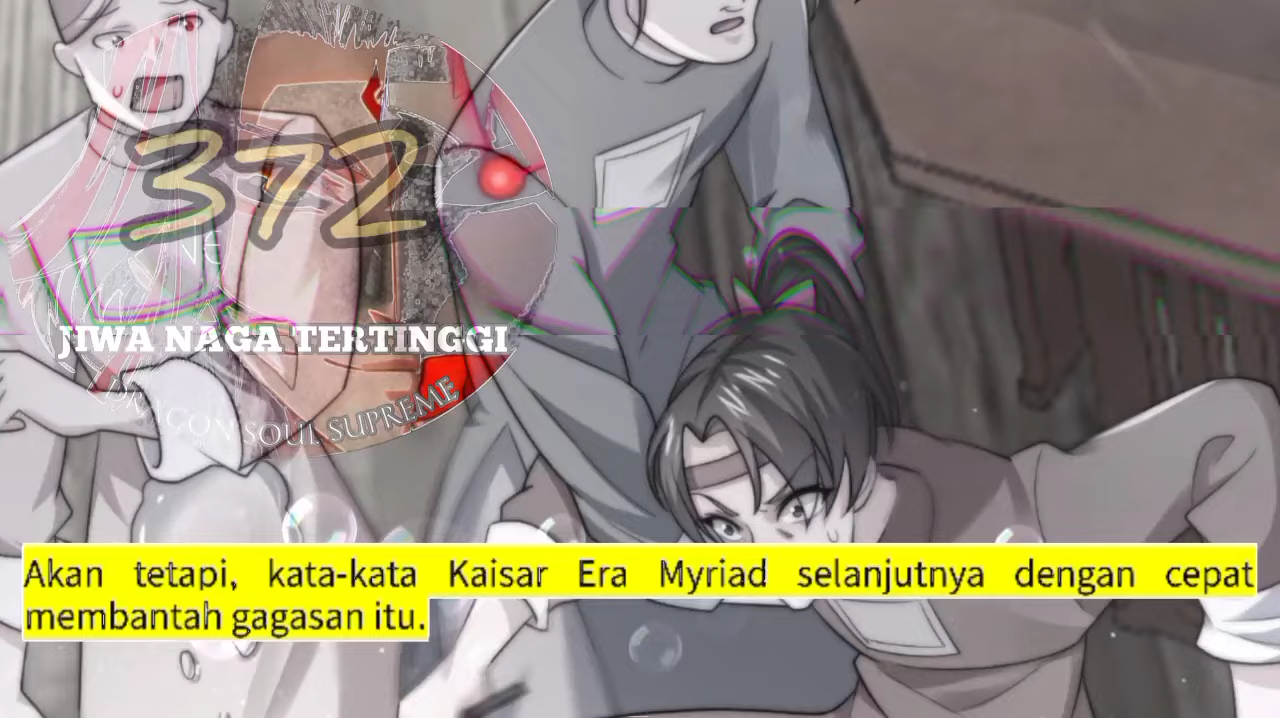 372
JIWA NAGA TERTINGGI
DRAGON SOUL SUPREME
Akan tetapi, kata-kata Kaisar Era Myriad selanjutnya dengan cepat
membantah gagasan itu.